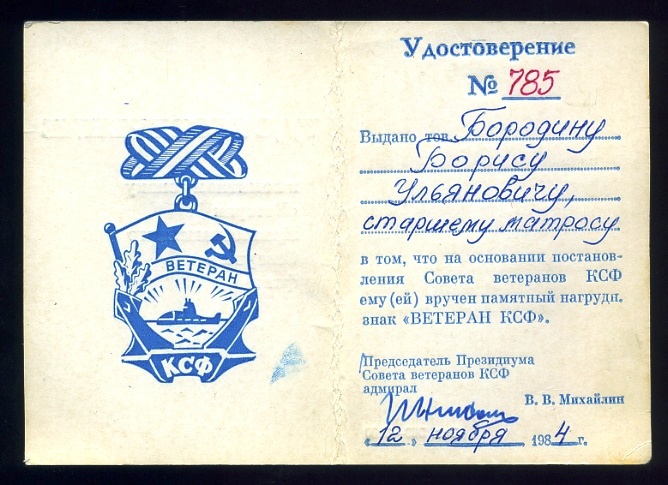 ВЕТЕРАН
КСФ
Удостоверение
№ 785
Выдано тов. Бородину
Борису
Ульяновичу,
старшему матросу
в том, что на основании постанов-
ления Совета ветеранов КСФ
ему (ей) вручен памятный нагрудн.
знак «ВЕТЕРАН КСФ».
Председатель Президиума
Совета ветеранов КСФ
адмирал
В. В. Михайлин
«12» ноября 1984 г.